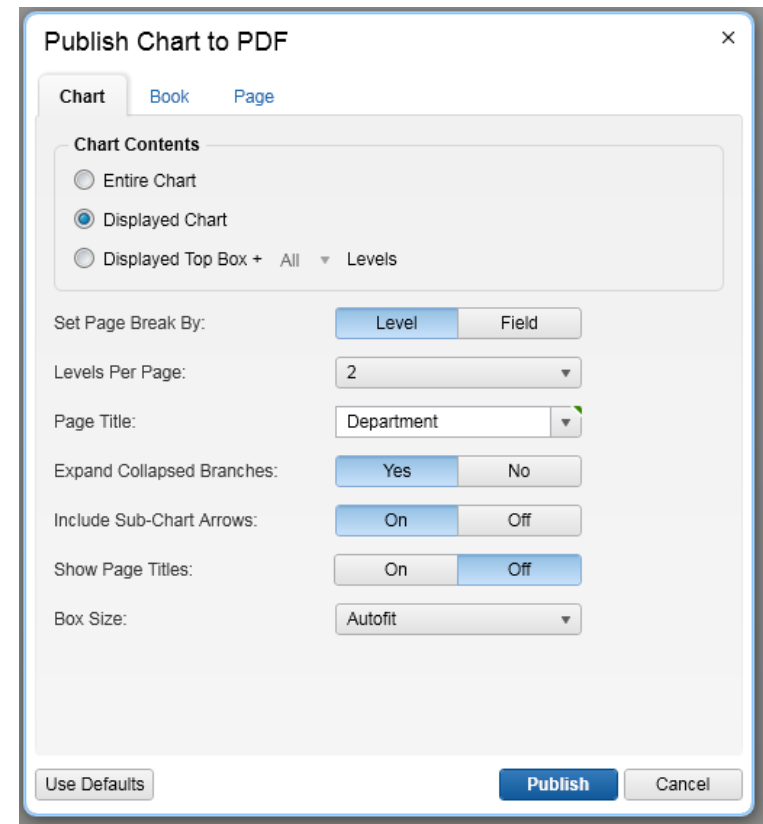 Publish Chart to PDF ×
Chart Book Page
Chart Contents
Entire Chart
Displayed Chart
Displayed Top Box + All Levels
Set Page Break By: Level Field
Levels Per Page: 2
Page Title: Department
Expand Collapsed Branches: Yes No
Include Sub-Chart Arrows: On Off
Show Page Titles: On Off
Box Size: Autofit
Use Defaults Publish Cancel